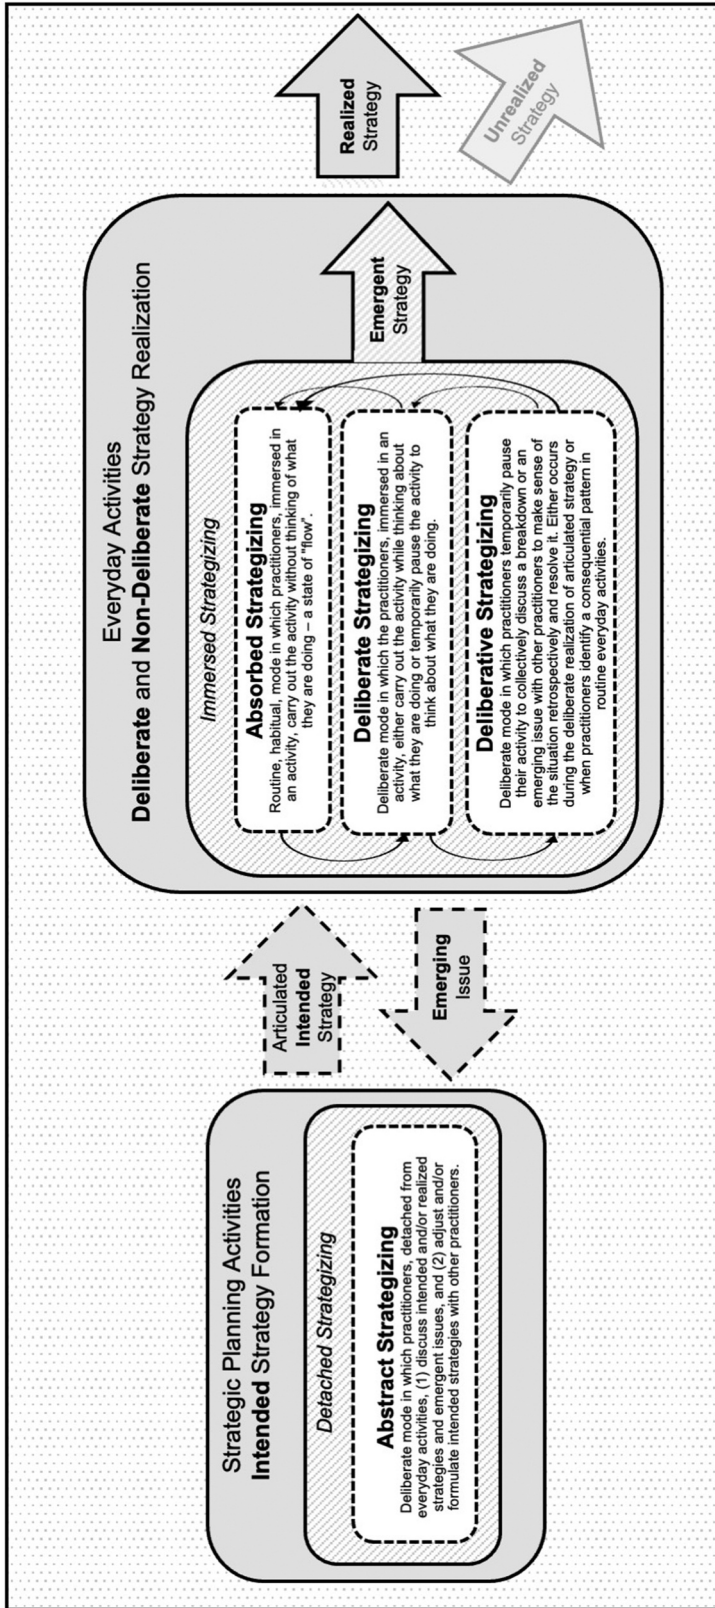 Strategic Planning Activities
Intended Strategy Formation
Detached Strategizing
Abstract Strategizing
Deliberate mode in which practitioners, detached from
everyday activities, (1) discuss intended and/or realized
strategies and emergent issues, and (2) adjust and/or
formulate intended strategies with other practitioners.
Articulated
Intended
Strategy
Emerging
Issue
Everyday Activities
Deliberate and Non-Deliberate Strategy Realization
Immersed Strategizing
Absorbed Strategizing
Routine, habitual, mode in which practitioners, immersed in
an activity, carry out the activity without thinking of what
they are doing – a state of "flow".
Deliberate Strategizing
Deliberate mode in which the practitioners, immersed in an
activity, either carry out the activity while thinking about
what they are doing or temporarily pause the activity to
think about what they are doing.
Deliberative Strategizing
Deliberate mode in which practitioners temporarily pause
their activity to collectively discuss a breakdown or an
emerging issue with other practitioners to make sense of
the situation retrospectively and resolve it. Either occurs
during the deliberate realization of articulated strategy or
when practitioners identify a consequential pattern in
routine everyday activities.
Emergent
Strategy
Realized
Strategy
Unrealized
Strategy